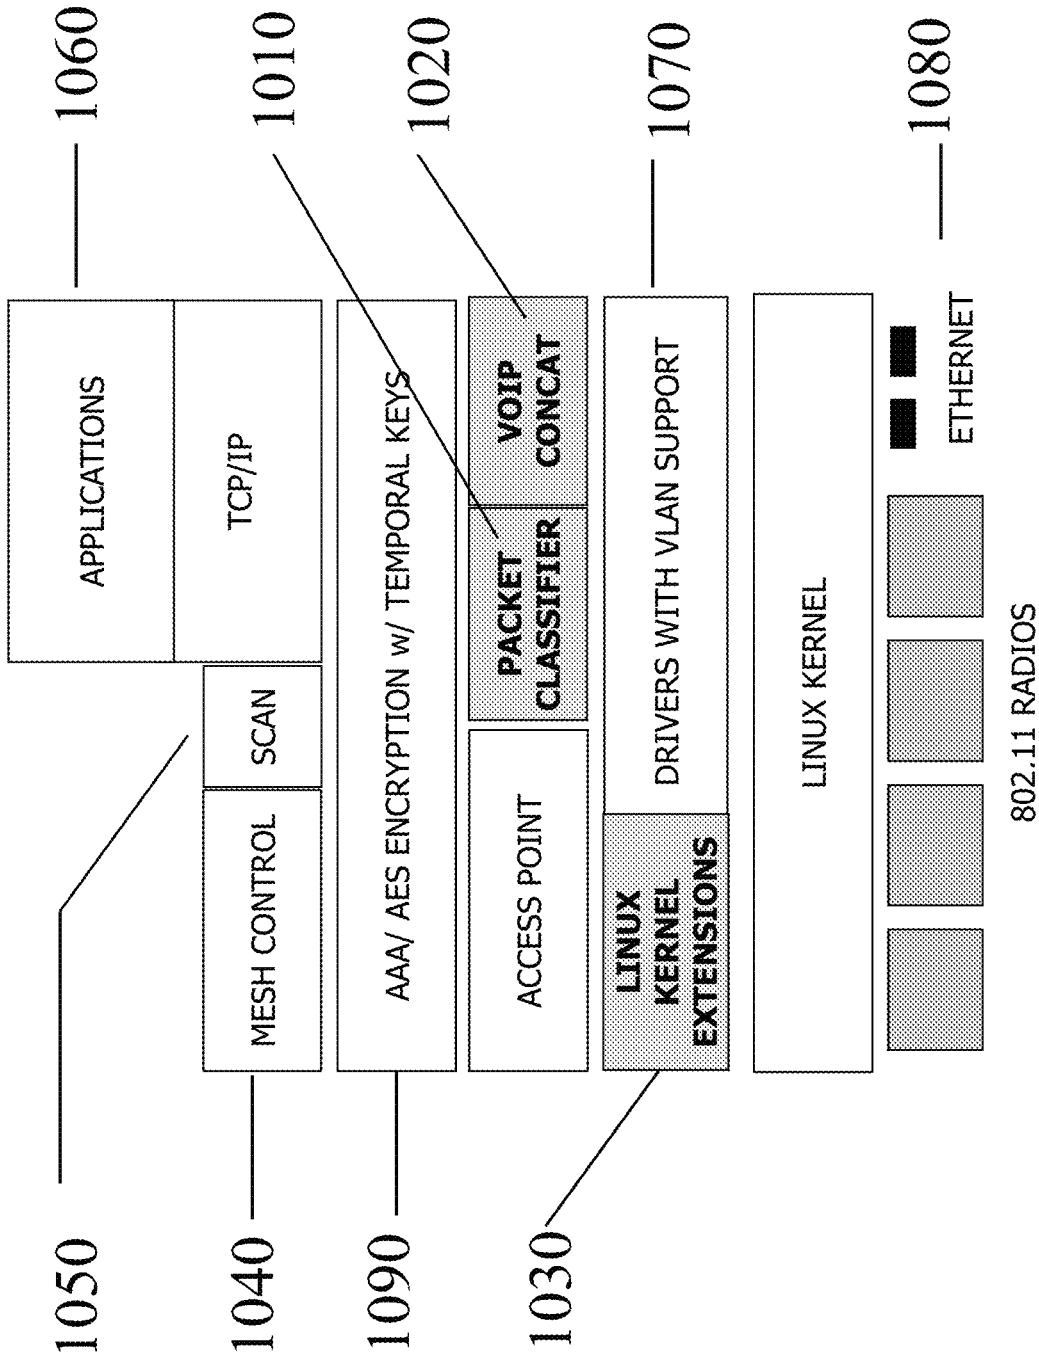 1050
1060
APPLICATIONS
1040
MESH CONTROL
SCAN
TCP/IP
1010
1090
AAA/ AES ENCRYPTION w/ TEMPORAL KEYS
1020
ACCESS POINT
PACKET
CLASSIFIER
VOIP
CONCAT
1030
LINUX
KERNEL
EXTENSIONS
DRIVERS WITH VLAN SUPPORT
1070
LINUX KERNEL
1080
ETHERNET
802.11 RADIOS